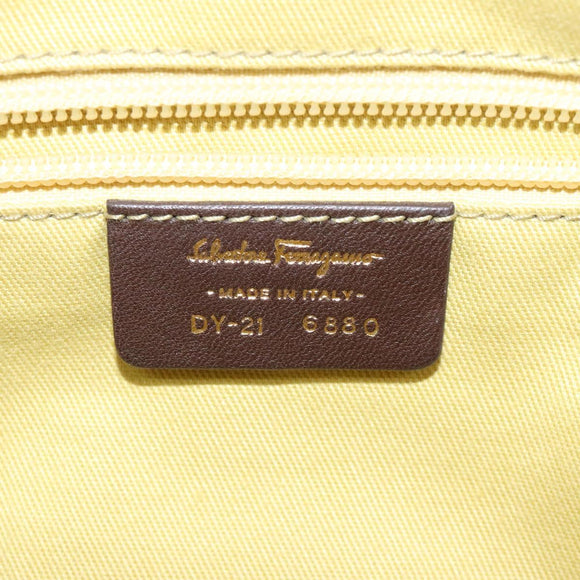 Salvatore Ferragamo
-MADE IN ITALY-
DY-21 6880